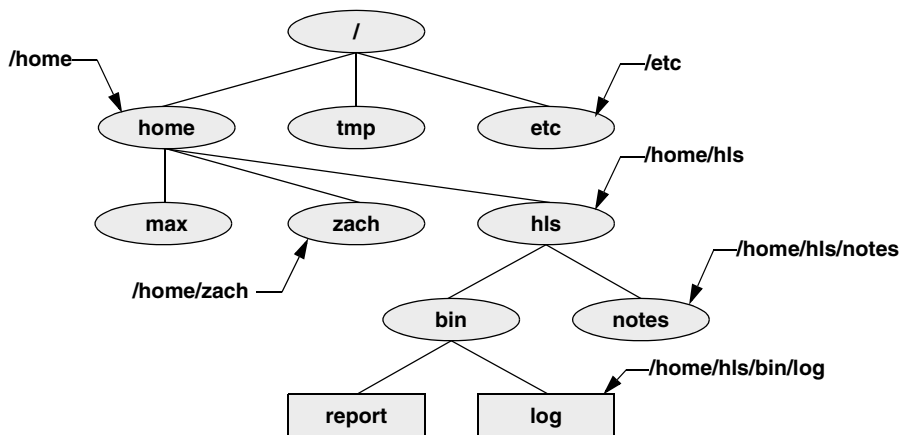 /
/home
/etc
home
tmp
etc
/home/hls
max
zach
hls
/home/hls/notes
/home/zach
bin
notes
/home/hls/bin/log
report
log